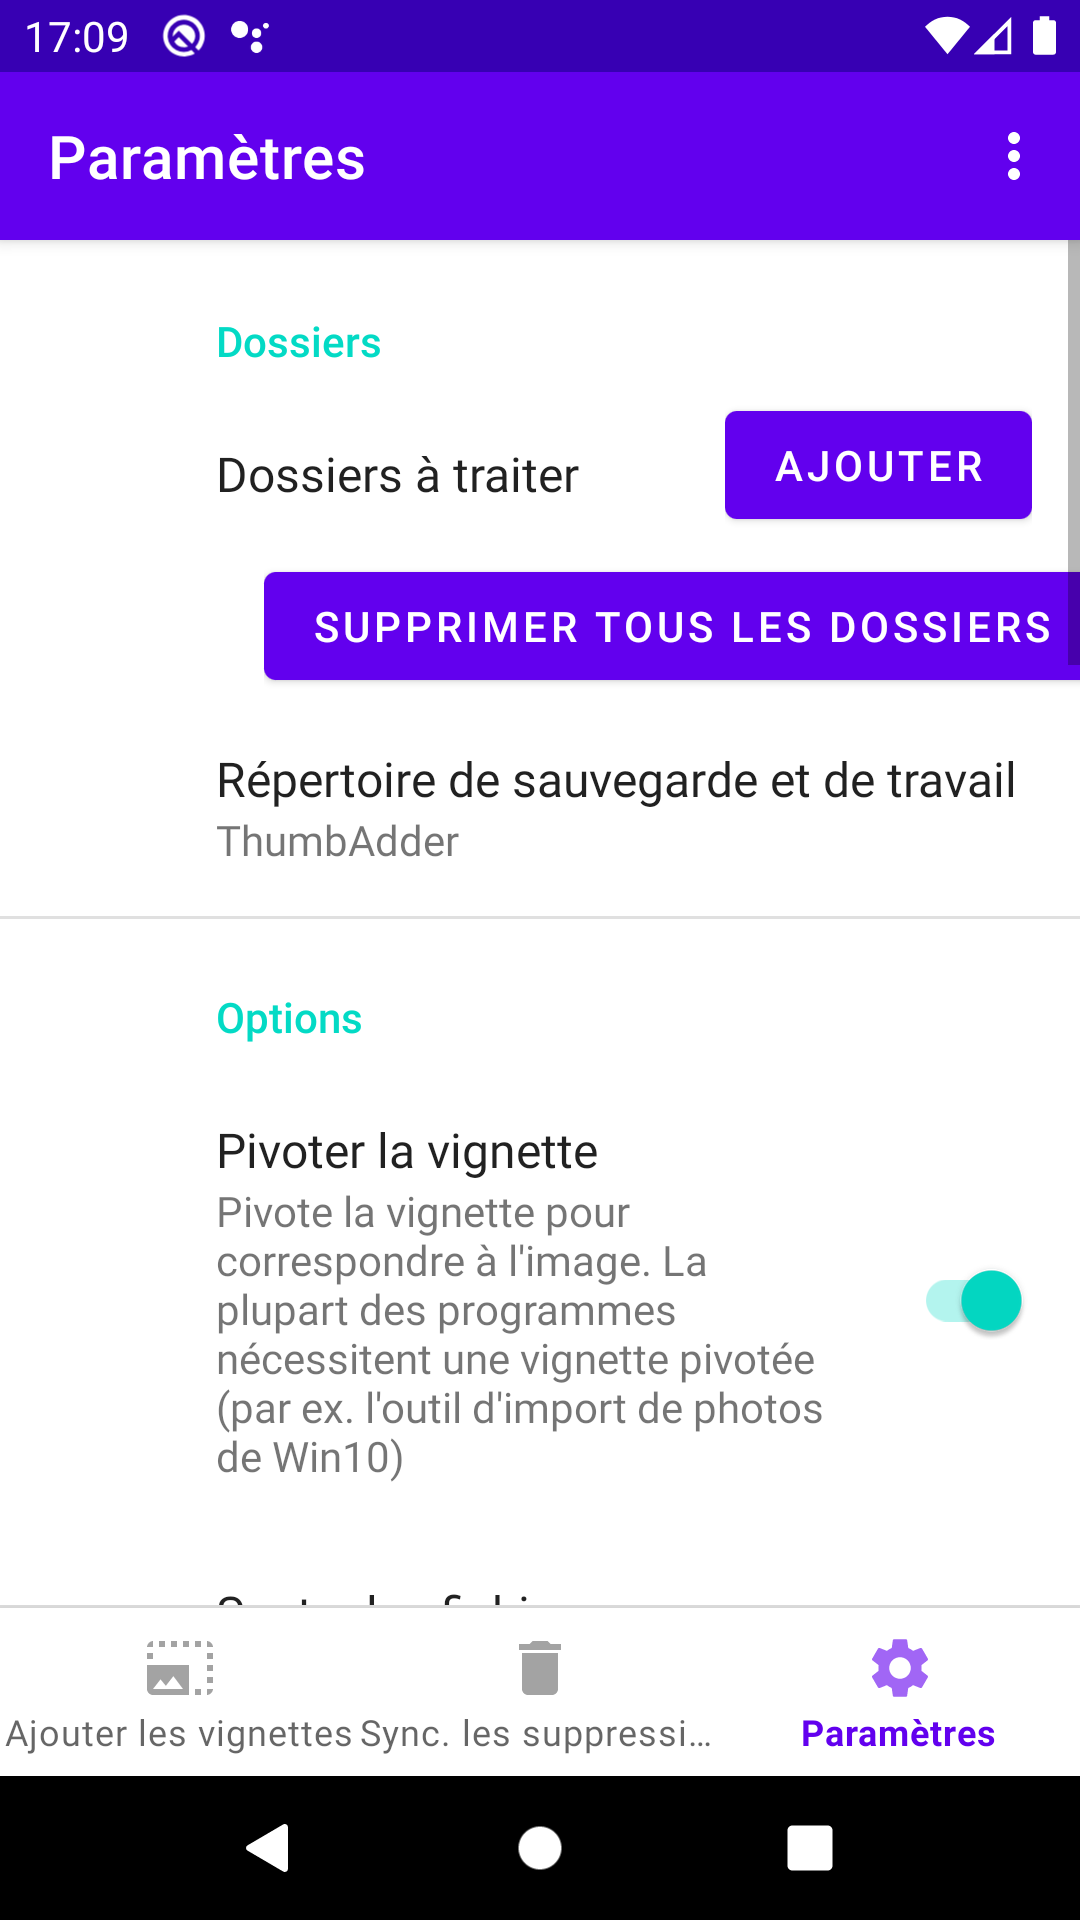 17:09
Paramètres
Dossiers
Dossiers à traiter
AJOUTER
SUPPRIMER TOUS LES DOSSIERS
Répertoire de sauvegarde et de travail
ThumbAdder
Options
Pivoter la vignette
Pivote la vignette pour
correspondre à l'image. La
plupart des programmes
nécessitent une vignette pivotée
(par ex. l'outil d'import de photos
de Win10)
Ajouter les vignettes
Sync. les suppressi…
Paramètres